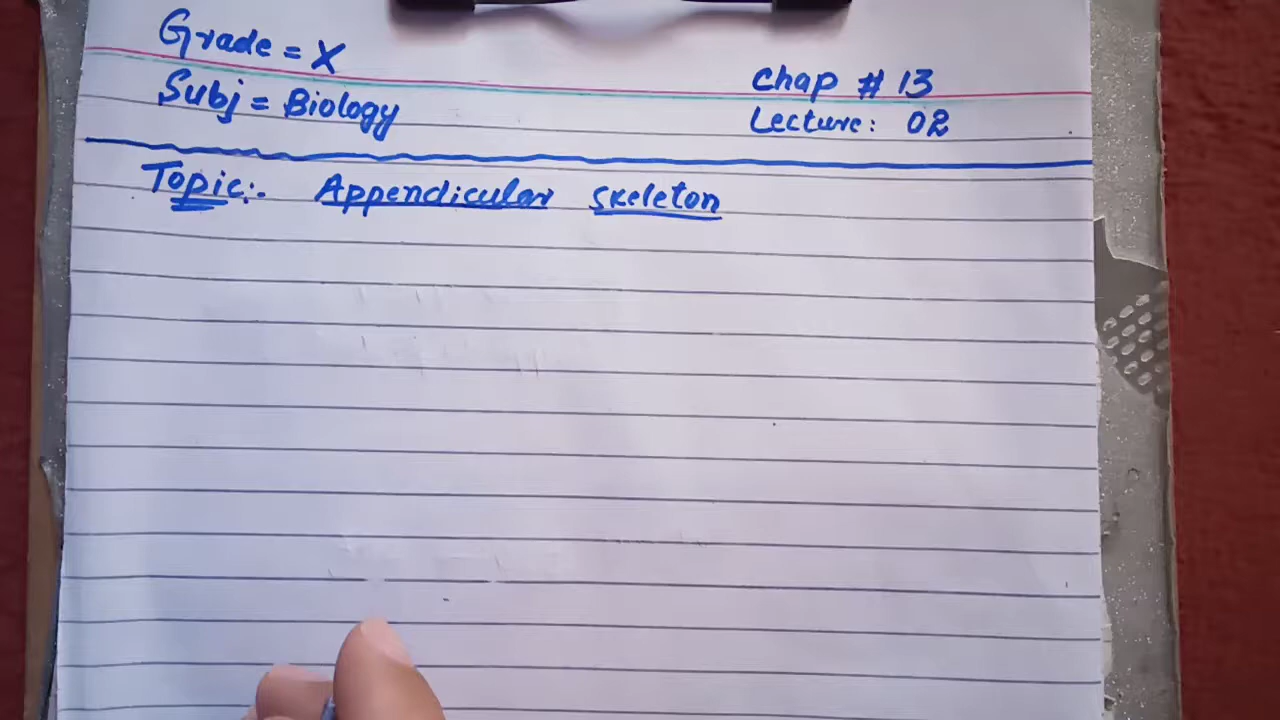 Grade = X
Subj = Biology
Chap # 13
Lecture: 02
Topic:. Appendicular skeleton